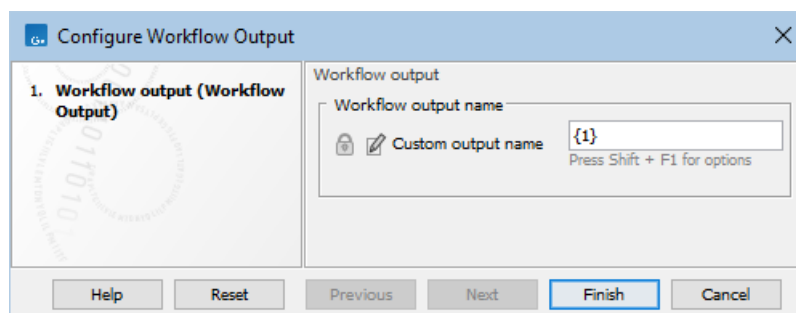 Configure Workflow Output
1. Workflow output (Workflow
Output)
Workflow output
Workflow output name
Custom output name {1}
Press Shift + F1 for options
Help Reset Previous Next Finish Cancel